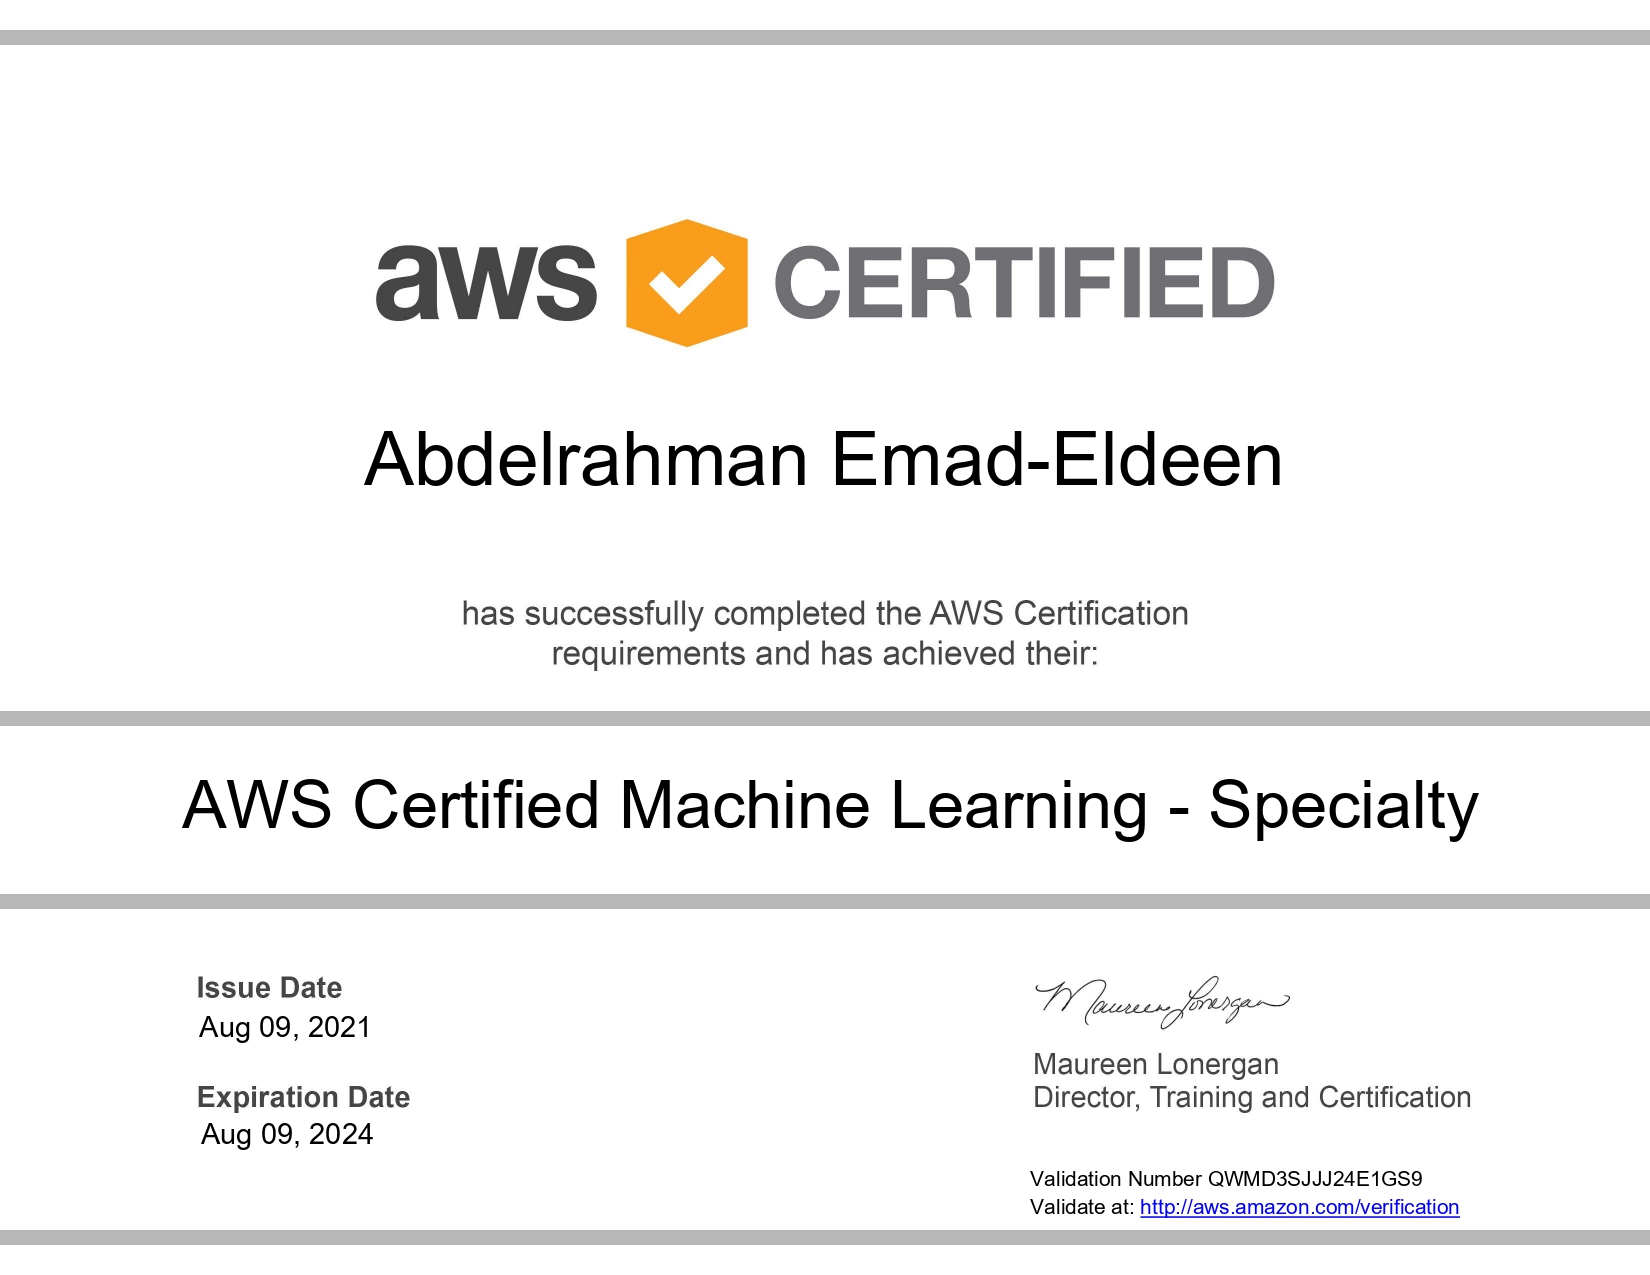 aws CERTIFIED
Abdelrahman Emad-Eldeen
has successfully completed the AWS Certification
requirements and has achieved their:
AWS Certified Machine Learning - Specialty
Issue Date
Aug 09, 2021
Expiration Date
Aug 09, 2024
Maureen Lonergan
Maureen Lonergan
Director, Training and Certification
Validation Number QWMD3SJJJ24E1GS9
Validate at: http://aws.amazon.com/verification